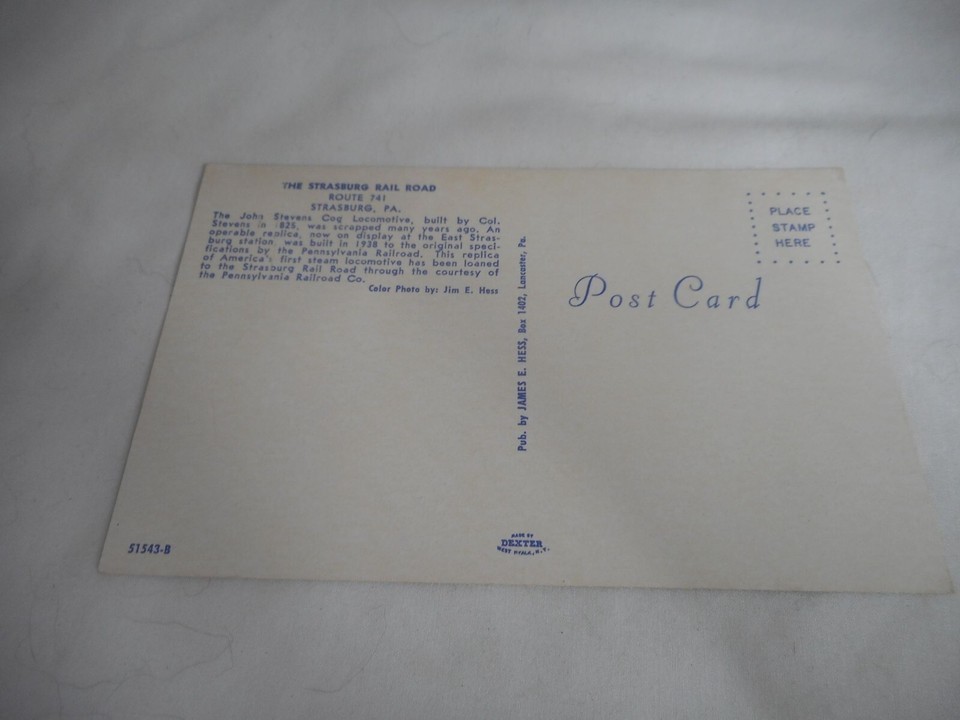 THE STRASBURG RAIL ROAD
ROUTE 741
STRASBURG, PA.
The John Stevens Cog Locomotive, built by Col.
Stevens in 1825, was scrapped many years ago. An
operable replica, now on display at the East Stras-
burg station, was built in 1938 to the original speci-
fications by the Pennsylvania Railroad. This replica
of America's first steam locomotive has been loaned
to the Strasburg Rail Road through the courtesy of
the Pennsylvania Railroad Co.
Color Photo by: Jim E. Hess
Pub. by JAMES E. HESS, Box 1402, Lancaster, Pa.
PLACE
STAMP
HERE
Post Card
51543-B
MADE BY
DEXTER
WEST NYACK, N.Y.